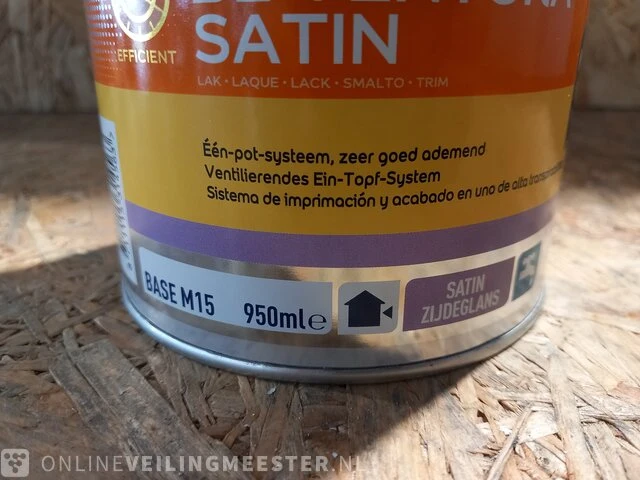 SATIN
EFFICIENT
LAK • LAQUE • LACK • SMALTO • TRIM
Één-pot-systeem, zeer goed ademend
Ventilierendes Ein-Topf-System
Sistema de imprimación y acabado en uno de alta
BASE M15 950ml e
SATIN
ZIJDEGLANS
ONLINEVEILINGMEESTER.NL